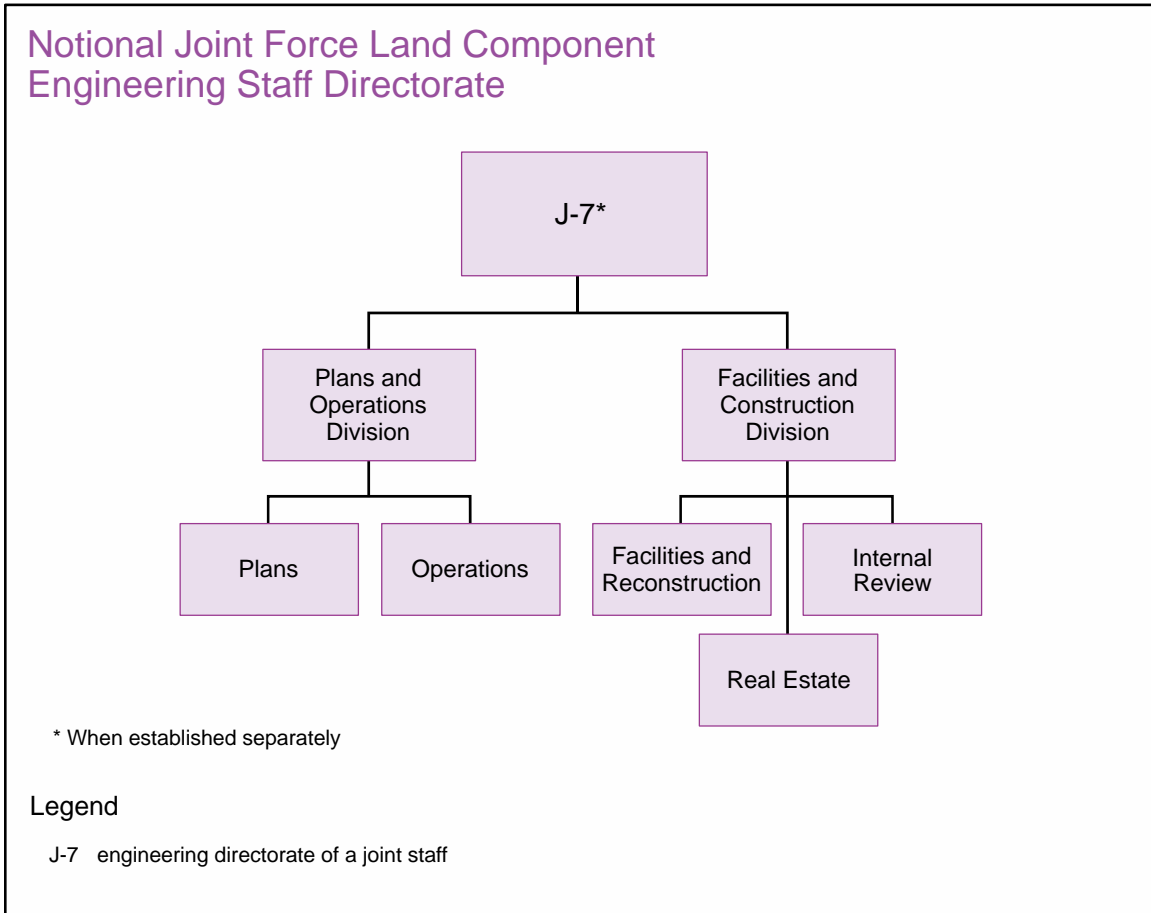 Notional Joint Force Land Component
Engineering Staff Directorate
J-7*
Plans and
Operations
Division
Facilities and
Construction
Division
Plans
Operations
Facilities and
Reconstruction
Internal
Review
Real Estate
* When established separately
Legend
J-7 engineering directorate of a joint staff